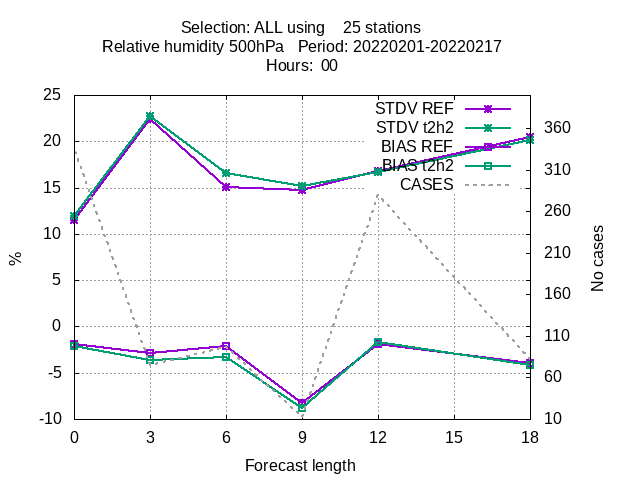 Selection: ALL using 25 stations
Relative humidity 500hPa Period: 20220201-20220217
Hours: 00
25
20
15
10
5
0
-5
-10
%
STDV REF
STDV t2h2
BIAS REF
BIAS t2h2
CASES
360
310
260
210
160
110
60
10
No cases
0 3 6 9 12 15 18
Forecast length